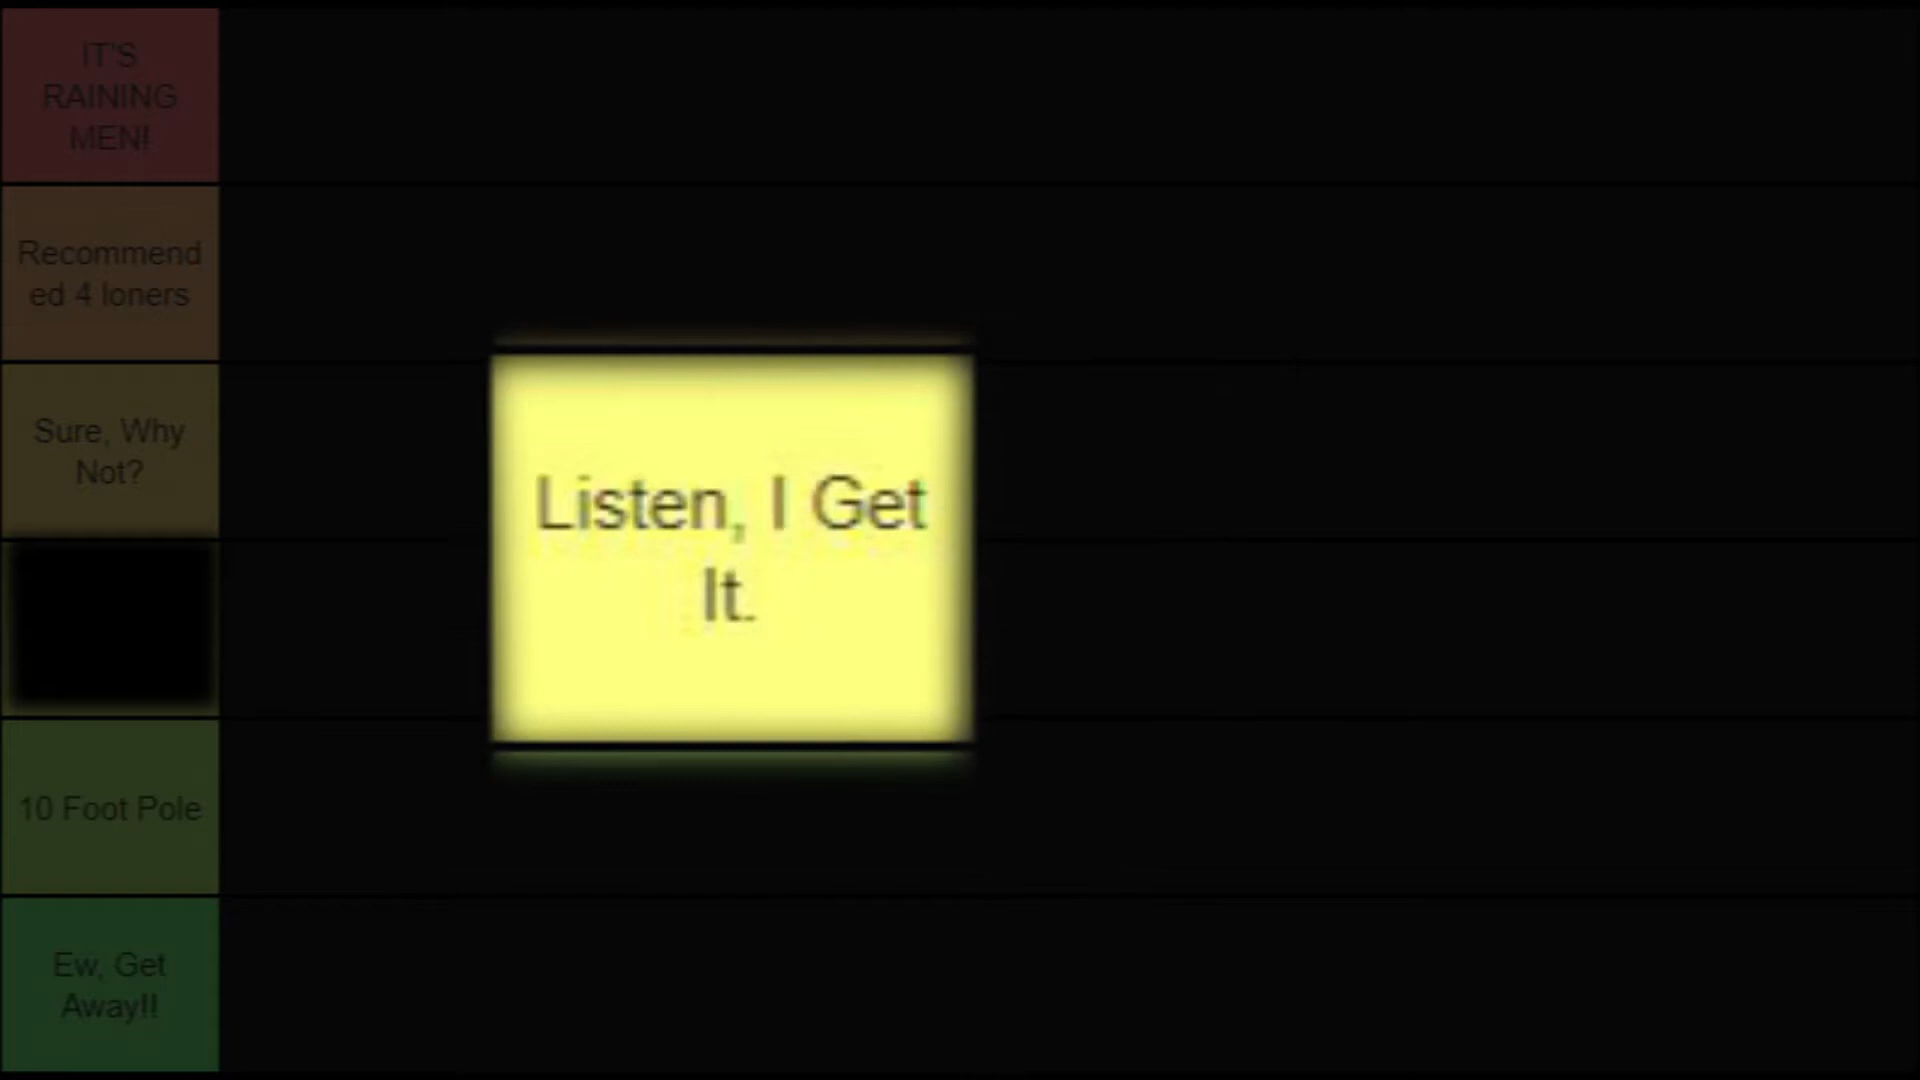 IT'S
RAINING
MEN!
Recommend
ed 4 loners
Sure, Why
Not?
Listen, I Get
It.
10 Foot Pole
Ew, Get
Away!!